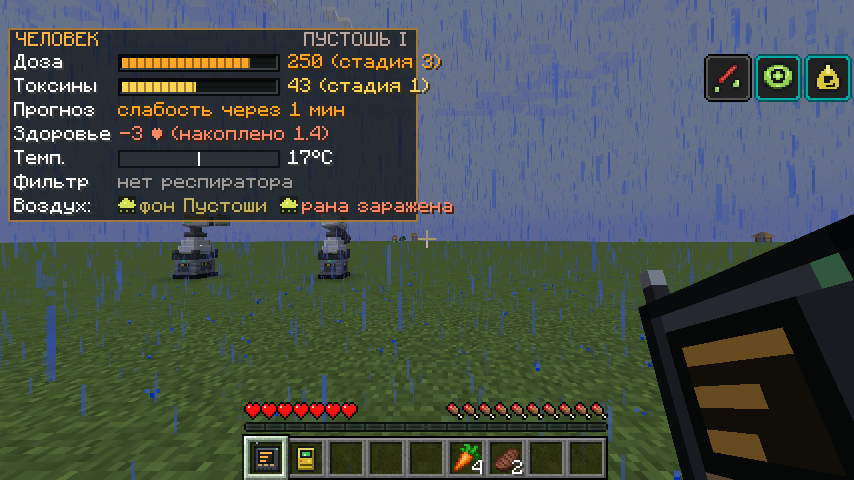 ЧЕЛОВЕК ПУСТОШЬ I
Доза 250 (стадия 3)
Токсины 43 (стадия 1)
Прогноз слабость через 1 мин
Здоровье -3 (накоплено 1.4)
Темп. 17°C
Фильтр нет респиратора
Воздух: фон Пустоши рана заражена
4 2